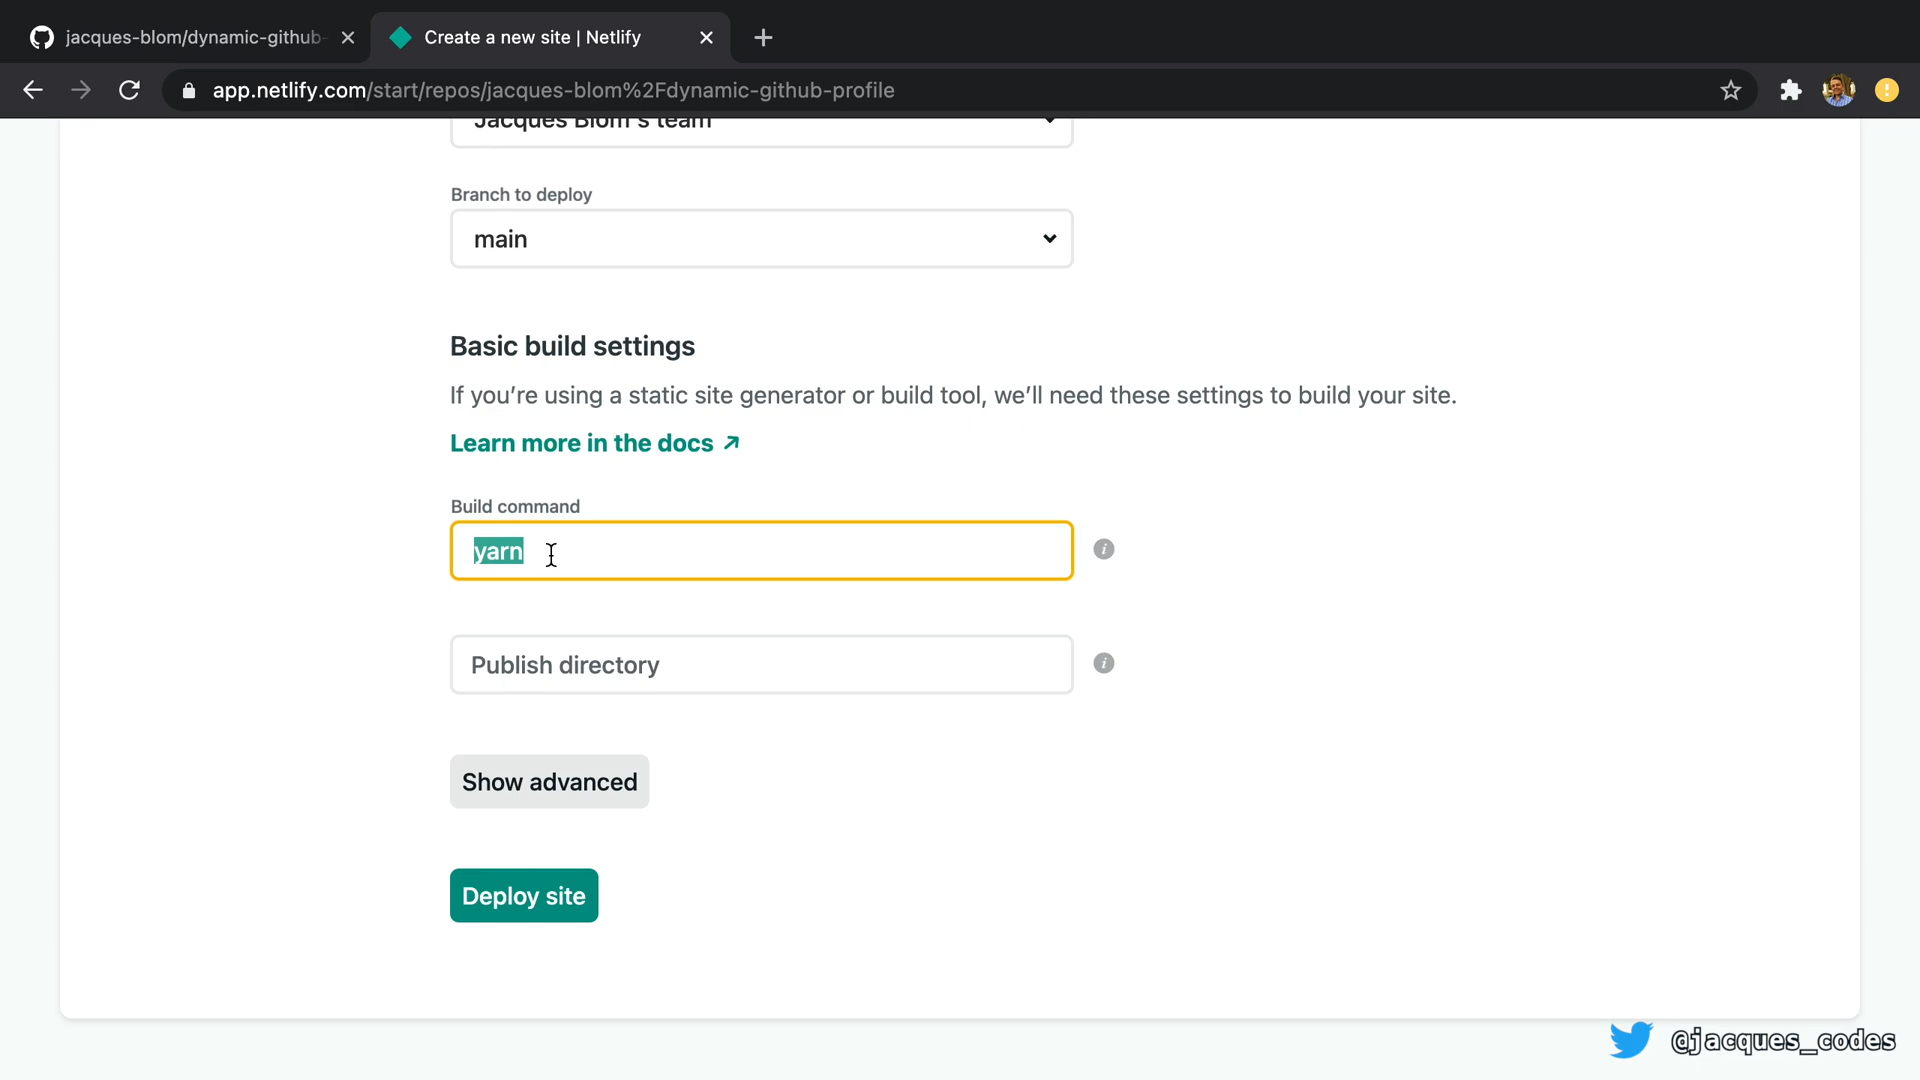 jacques-blom/dynamic-github-
Create a new site | Netlify
app.netlify.com/start/repos/jacques-blom%2Fdynamic-github-profile
Jacques Blom's team
Branch to deploy
main
Basic build settings
If you're using a static site generator or build tool, we'll need these settings to build your site.
Learn more in the docs ↗
Build command
yarn
Publish directory
Show advanced
Deploy site
@jacques_codes